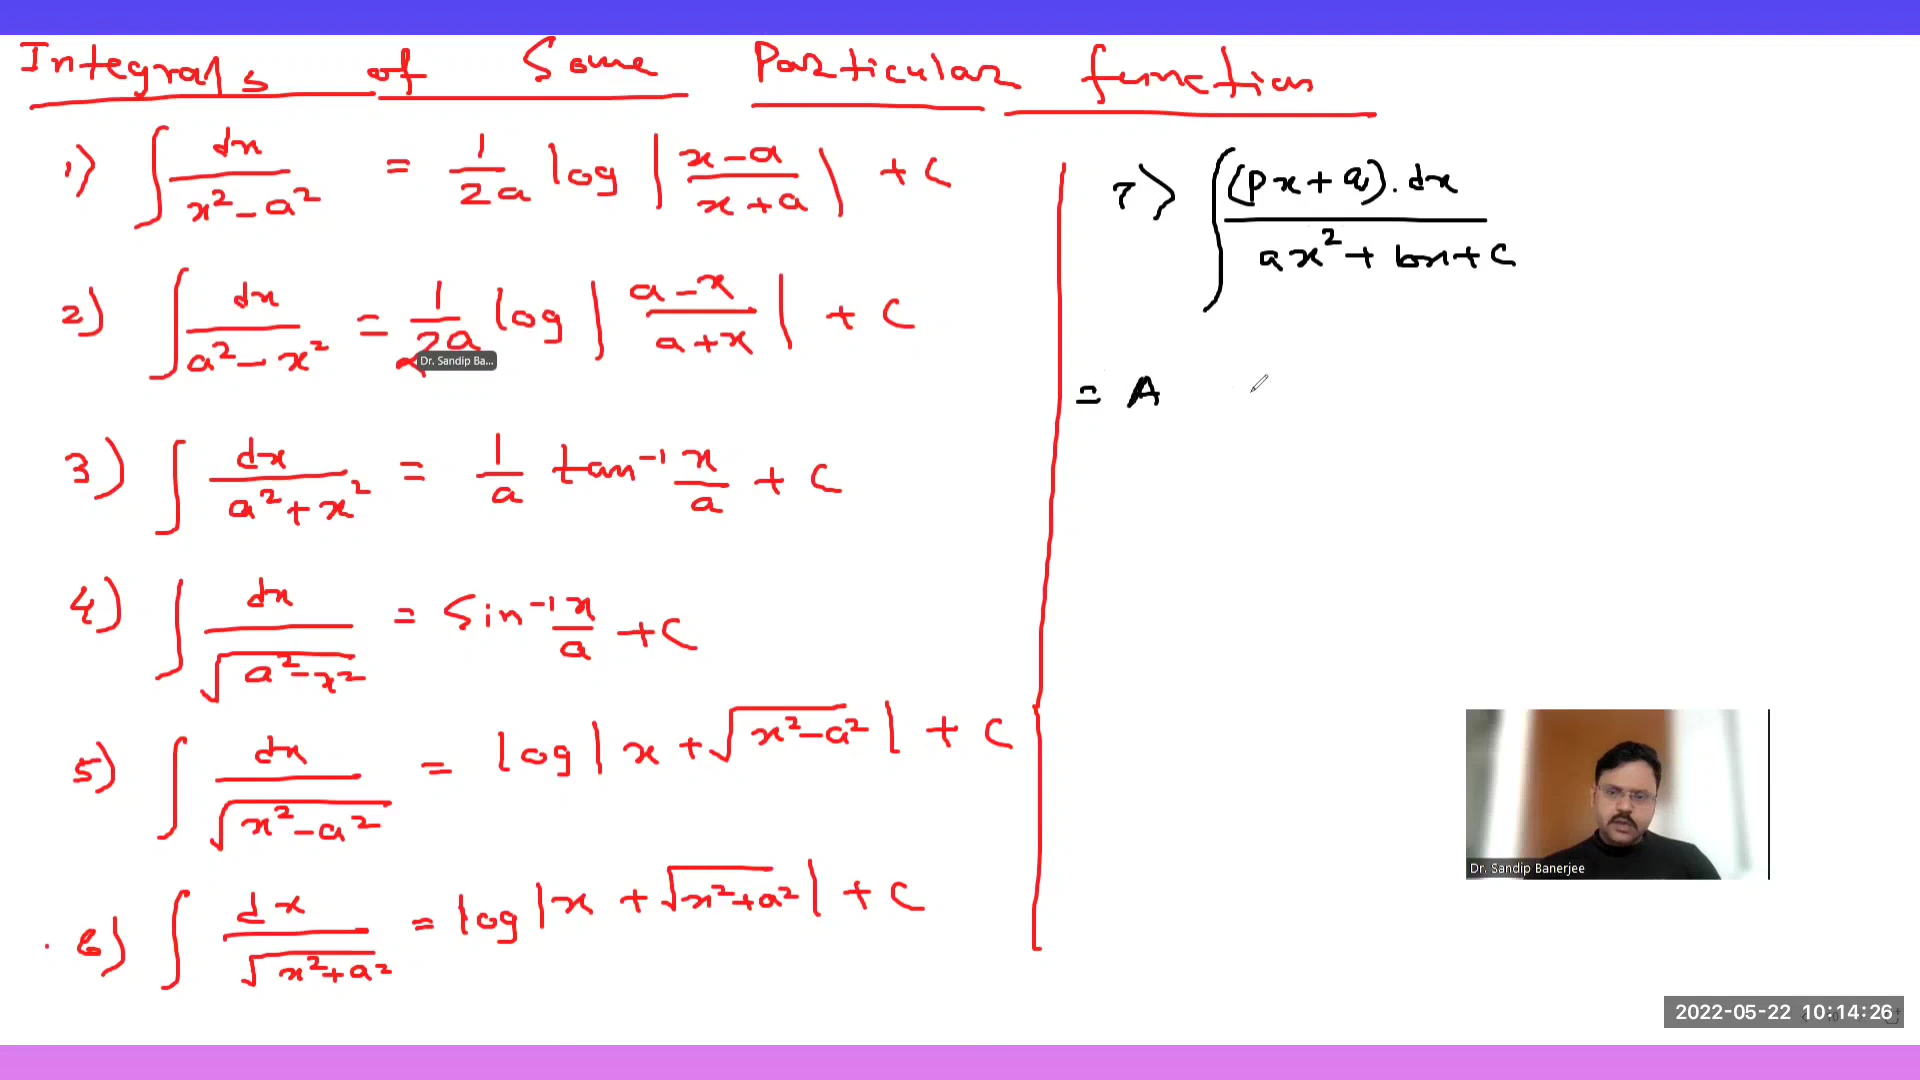 Integrals of Some Particular function
1) ∫ dx / (x² - a²) = 1/2a log |(x - a)/(x + a)| + C
2) ∫ dx / (a² - x²) = 1/2a log |(a - x)/(a + x)| + C
Dr. Sandip Ba...
3) ∫ dx / (a² + x²) = 1/a tan⁻¹ x/a + C
4) ∫ dx / √(a² - x²) = Sin⁻¹ x/a + C
5) ∫ dx / √(x² - a²) = log |x + √(x² - a²)| + C
6) ∫ dx / √(x² + a²) = log |x + √(x² + a²)| + C
7) ∫ (px + q).dx / (ax² + bx + c)
= A
Dr. Sandip Banerjee
2022-05-22 10:14:26